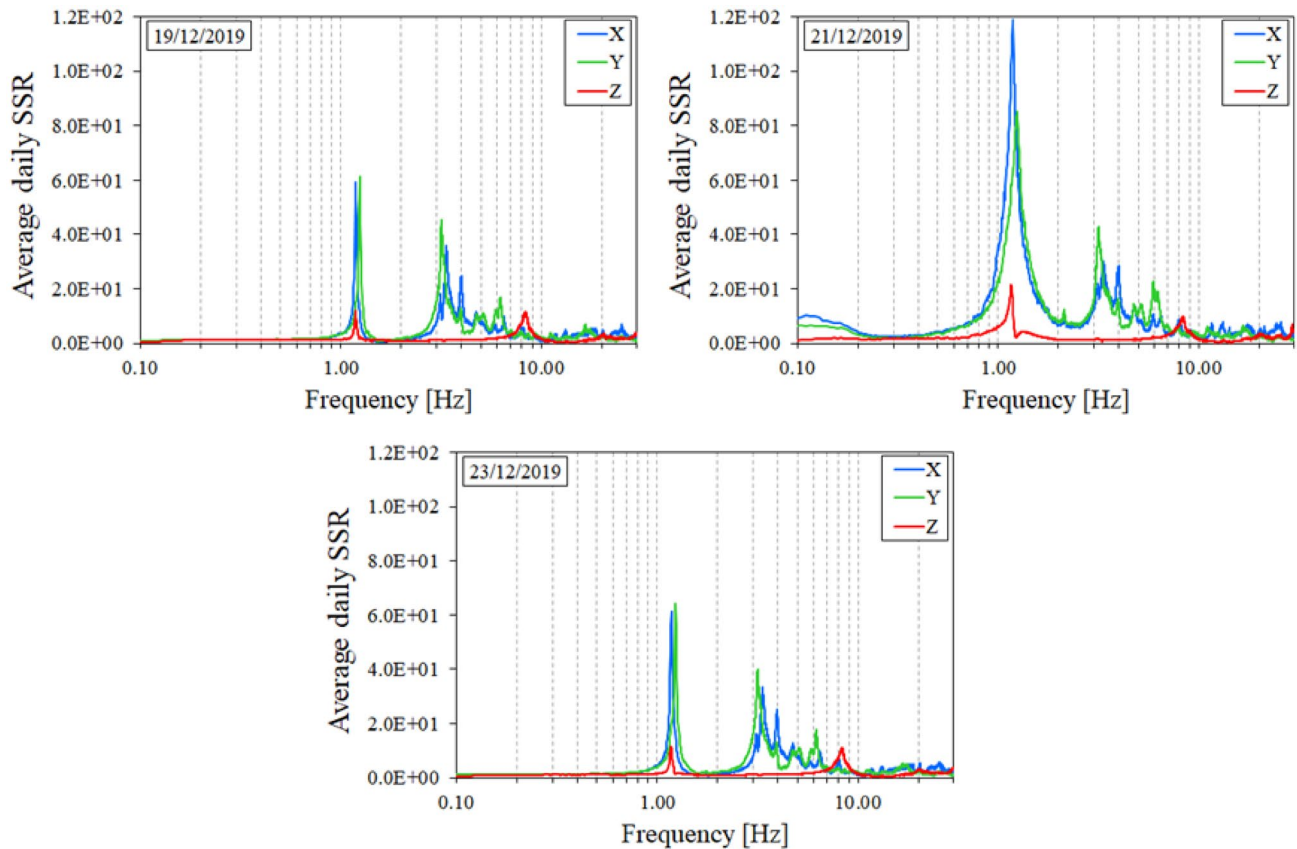 19/12/2019
Average daily SSR
1.2E+02
1.0E+02
8.0E+01
6.0E+01
4.0E+01
2.0E+01
0.0E+00
X
Y
Z
0.10
1.00
10.00
Frequency [Hz]
21/12/2019
Average daily SSR
1.2E+02
1.0E+02
8.0E+01
6.0E+01
4.0E+01
2.0E+01
0.0E+00
X
Y
Z
0.10
1.00
10.00
Frequency [Hz]
23/12/2019
Average daily SSR
1.2E+02
1.0E+02
8.0E+01
6.0E+01
4.0E+01
2.0E+01
0.0E+00
X
Y
Z
0.10
1.00
10.00
Frequency [Hz]